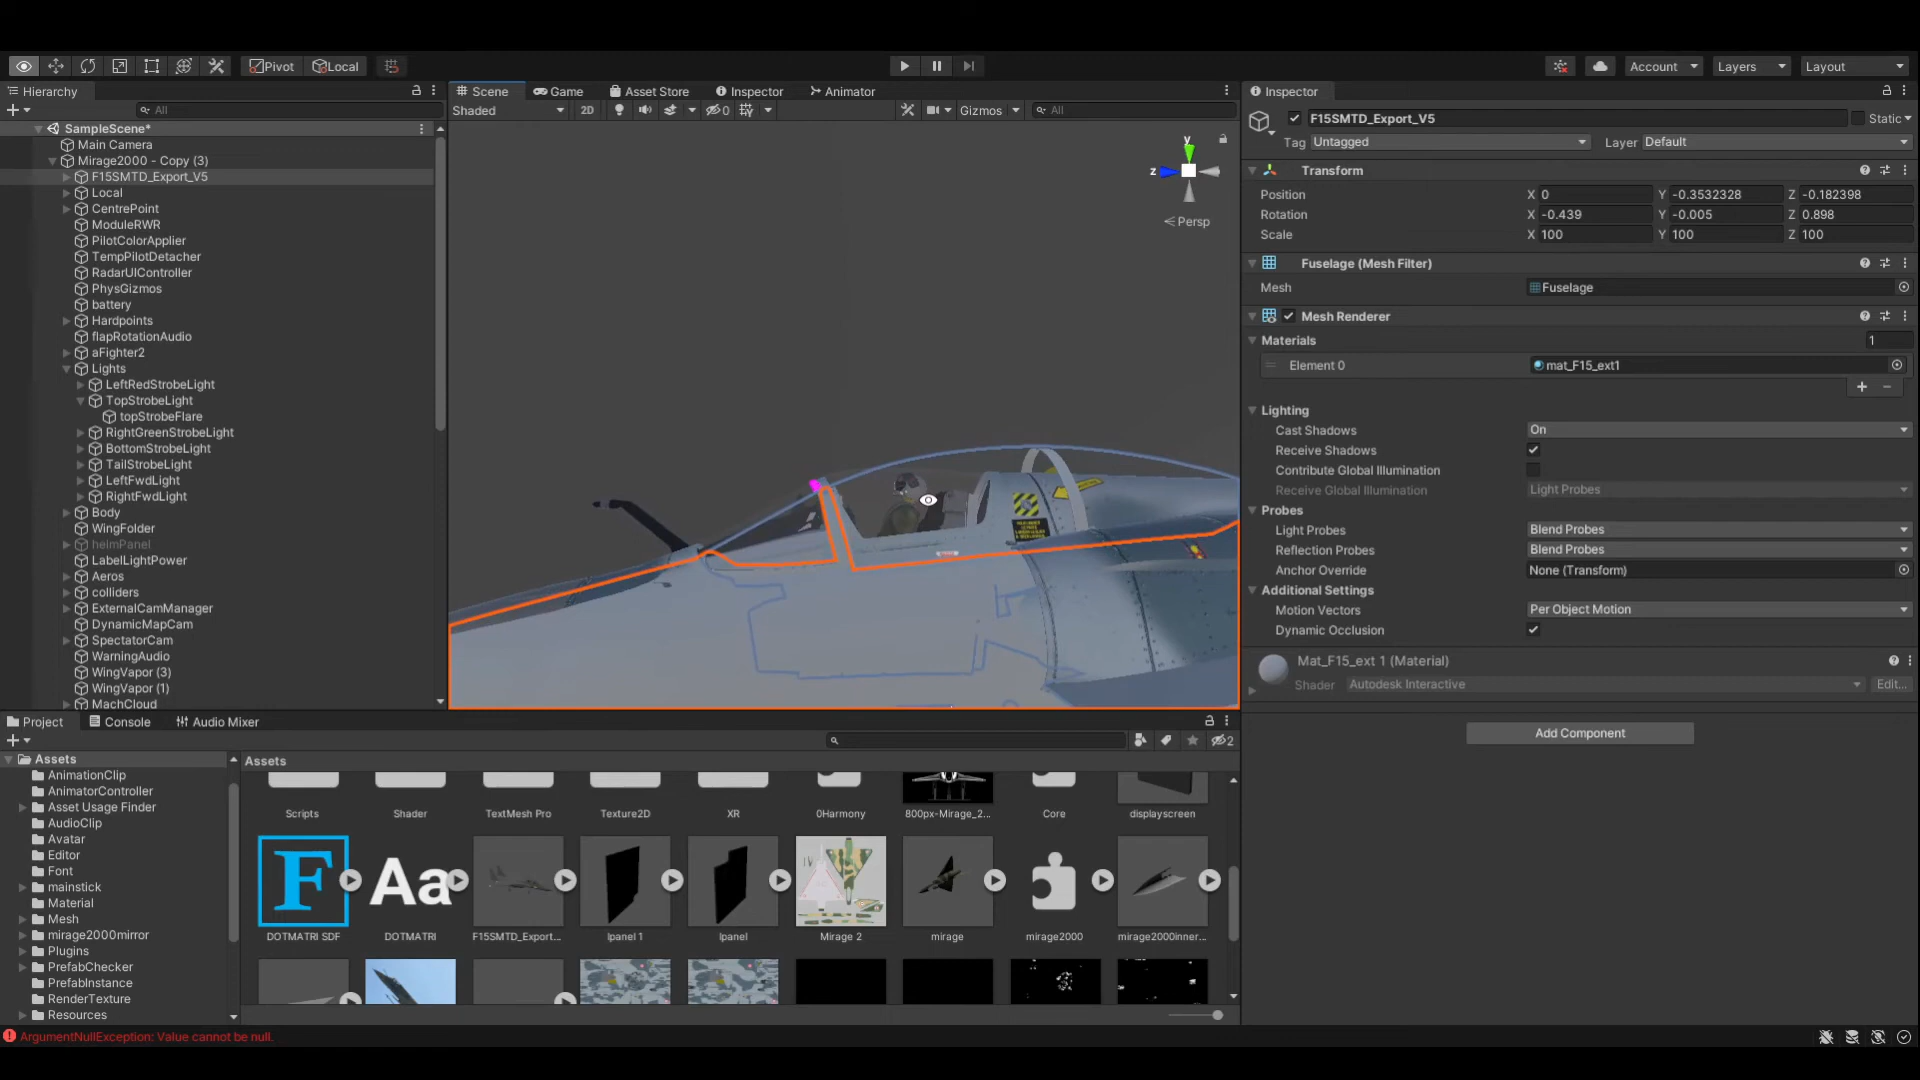 Pivot Local Account Layers Layout
Hierarchy Scene Game Asset Store Inspector Animator Inspector
All Shaded 2D 0 Gizmos All F15SMTD_Export_V5 Static
SampleScene*
Main Camera
Mirage2000 - Copy (3)
F15SMTD_Export_V5
Local
CentrePoint
ModuleRWR
PilotColorApplier
TempPilotDetacher
RadarUIController
PhysGizmos
battery
Hardpoints
flapRotationAudio
aFighter2
Lights
LeftRedStrobeLight
TopStrobeLight
topStrobeFlare
RightGreenStrobeLight
BottomStrobeLight
TailStrobeLight
LeftFwdLight
RightFwdLight
Body
WingFolder
heimPanel
LabelLightPower
Aeros
colliders
ExternalCamManager
DynamicMapCam
SpectatorCam
WarningAudio
WingVapor (3)
WingVapor (1)
MachCloud
y
z
Persp
Tag Untagged Layer Default
Transform
Position X 0 Y -0.3532328 Z -0.182398
Rotation X -0.439 Y -0.005 Z 0.898
Scale X 100 Y 100 Z 100
Fuselage (Mesh Filter)
Mesh Fuselage
Mesh Renderer
Materials 1
Element 0 mat_F15_ext1
Lighting
Cast Shadows On
Receive Shadows
Contribute Global Illumination
Receive Global Illumination Light Probes
Probes
Light Probes Blend Probes
Reflection Probes Blend Probes
Anchor Override None (Transform)
Additional Settings
Motion Vectors Per Object Motion
Dynamic Occlusion
Mat_F15_ext 1 (Material)
Shader Autodesk Interactive Edit...
Add Component
Project Console Audio Mixer
2
Assets
AnimationClip
AnimatorController
Asset Usage Finder
AudioClip
Avatar
Editor
Font
mainstick
Material
Mesh
mirage2000mirror
Plugins
PrefabChecker
PrefabInstance
RenderTexture
Resources
Assets
Scripts Shader TextMesh Pro Texture2D XR 0Harmony 800px-Mirage_2... Core displayscreen
F Aa
DOTMATRI SDF DOTMATRI F15SMTD_Export... lpanel 1 lpanel Mirage 2 mirage mirage2000 mirage2000inner...
ArgumentNullException: Value cannot be null.